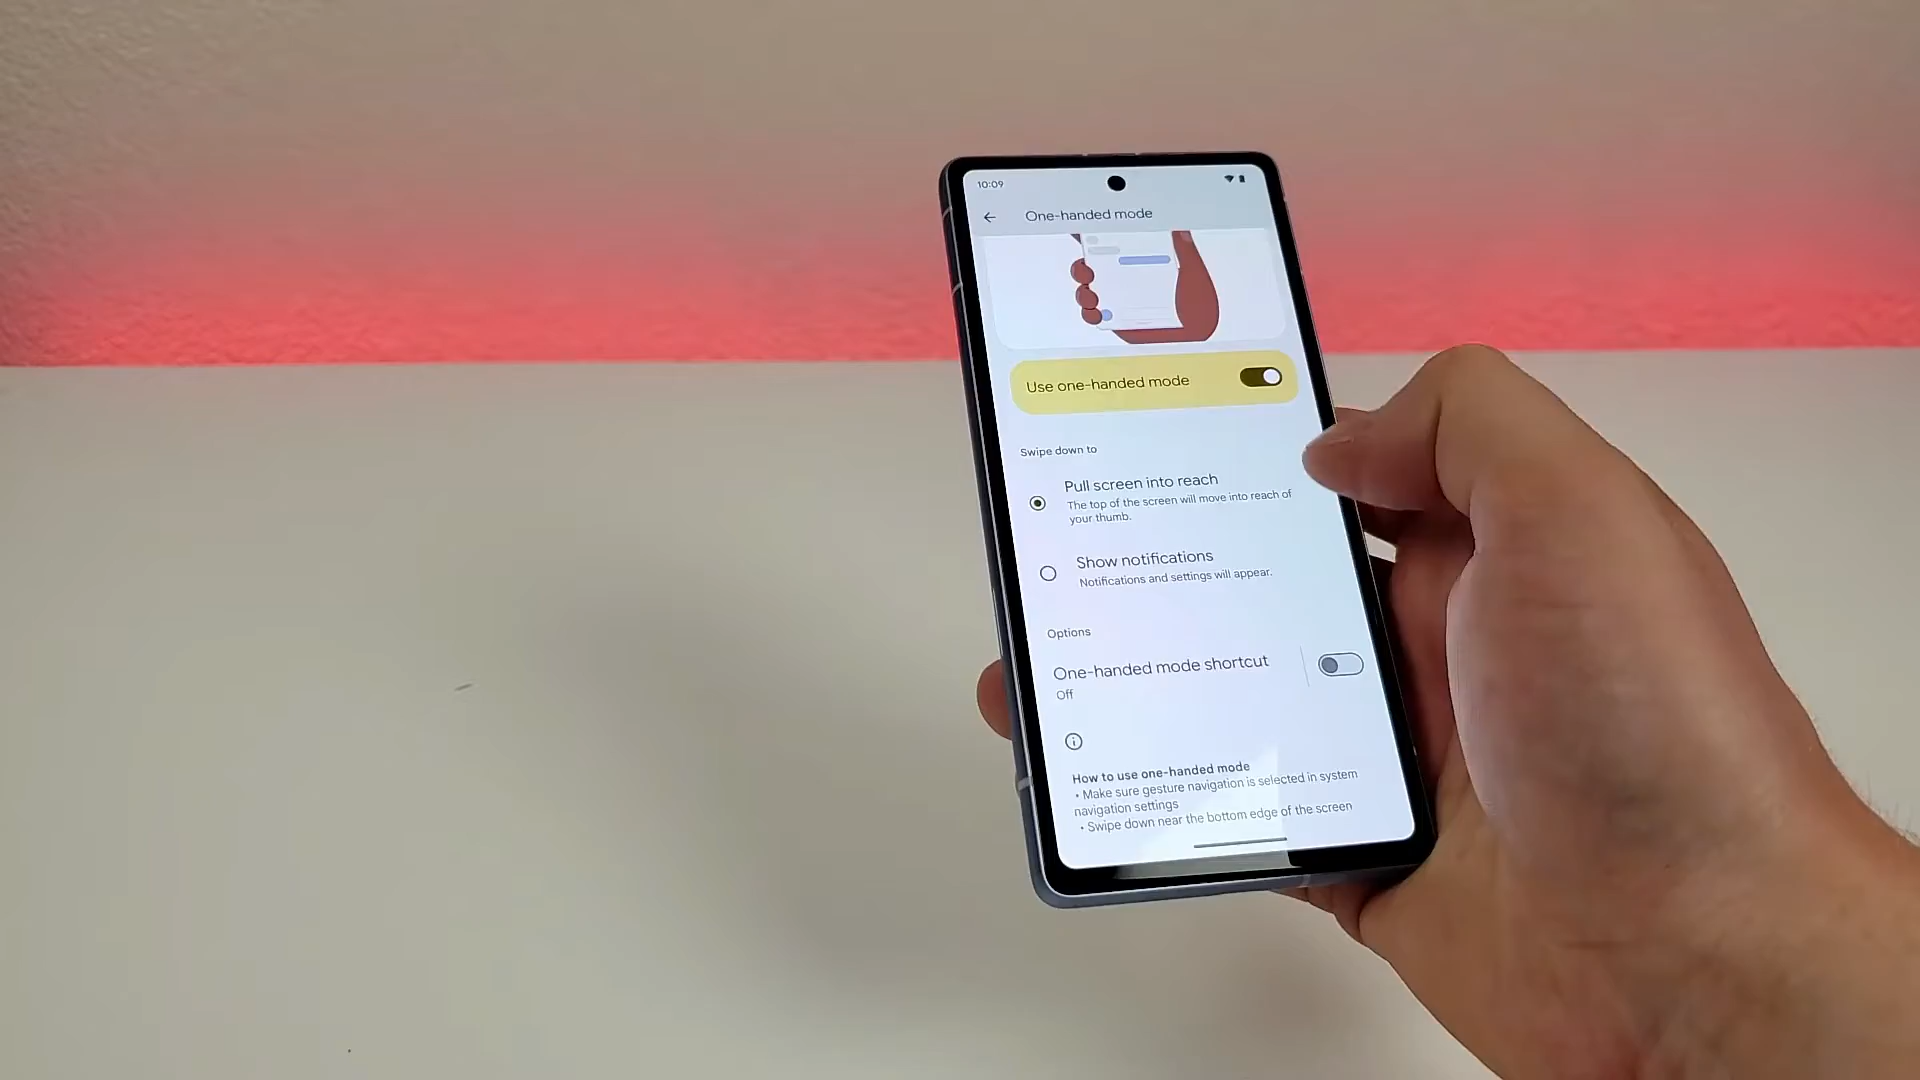 10:09
One-handed mode
Use one-handed mode
Swipe down to
Pull screen into reach
The top of the screen will move into reach of
your thumb.
Show notifications
Notifications and settings will appear.
Options
One-handed mode shortcut
Off
How to use one-handed mode
• Make sure gesture navigation is selected in system
navigation settings
• Swipe down near the bottom edge of the screen